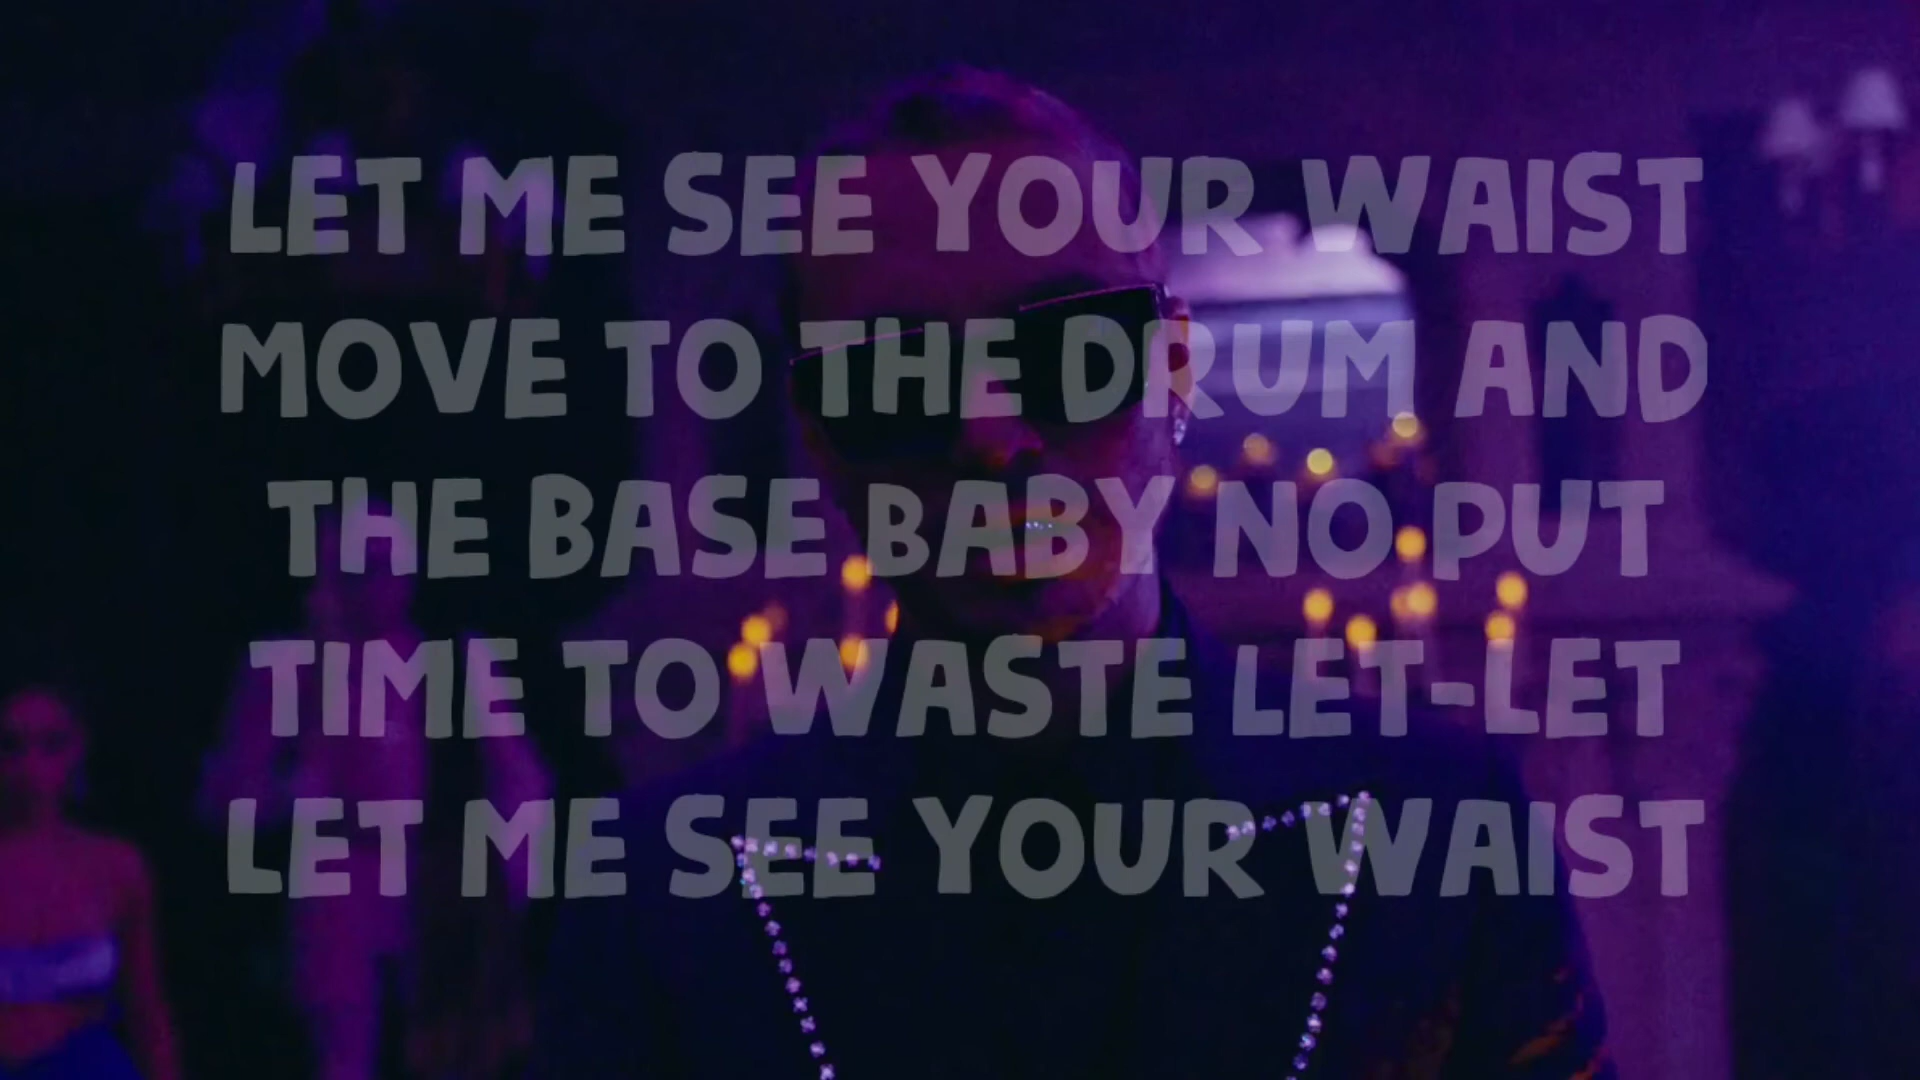 LET ME SEE YOUR WAIST
MOVE TO THE DRUM AND
THE BASE BABY NO PUT
TIME TO WASTE LET-LET
LET ME SEE YOUR WAIST